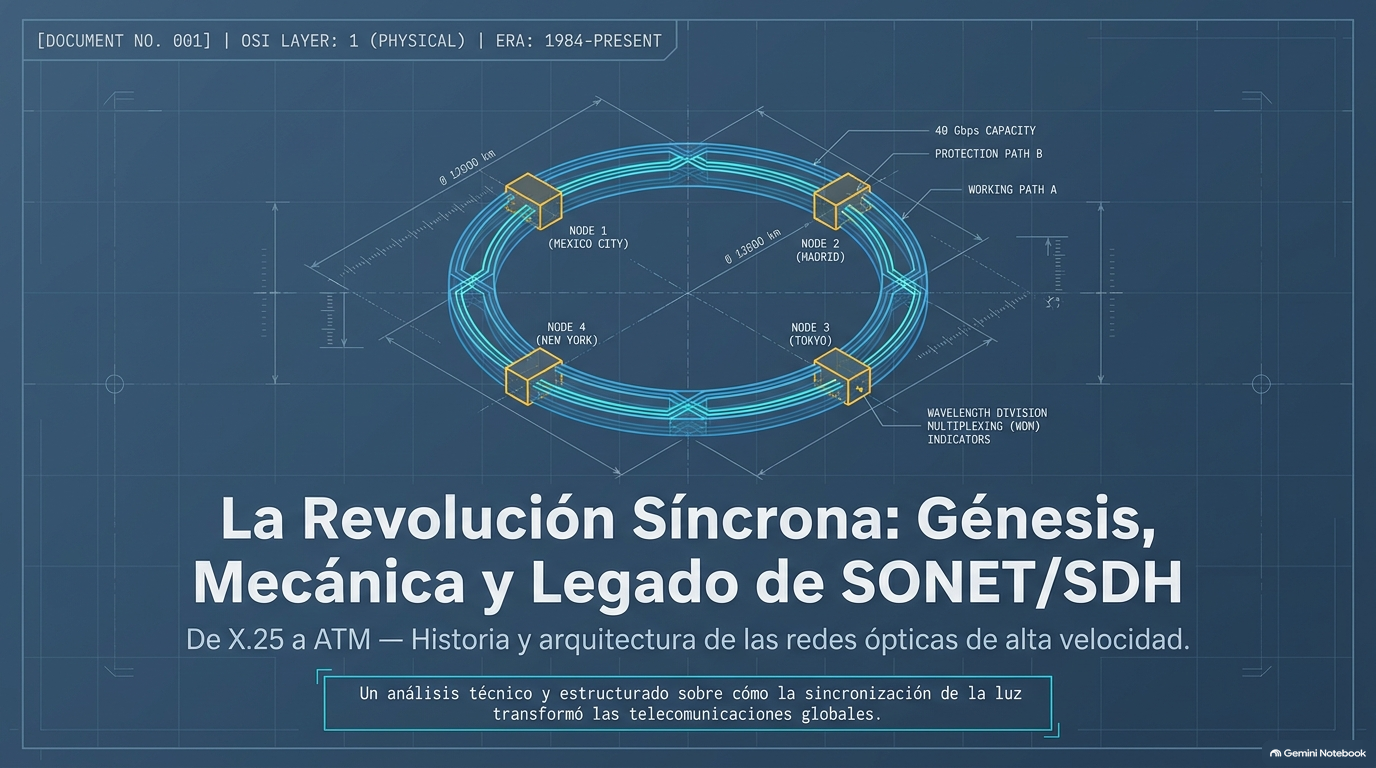 [DOCUMENT NO. 001] | OSI LAYER: 1 (PHYSICAL) | ERA: 1984-PRESENT
40 Gbps CAPACITY
PROTECTION PATH B
WORKING PATH A
NODE 1
(MEXICO CITY)
NODE 2
(MADRID)
Ø 13800 km
NODE 4
(NEW YORK)
NODE 3
(TOKYO)
WAVELENGTH DIVISION
MULTIPLEXING (WDN)
INDICATORS
La Revolución Síncrona: Génesis,
Mecánica y Legado de SONET/SDH
De X.25 a ATM — Historia y arquitectura de las redes ópticas de alta velocidad.
Un análisis técnico y estructurado sobre cómo la sincronización de la luz
transformó las telecomunicaciones globales.
Gemini Notebook